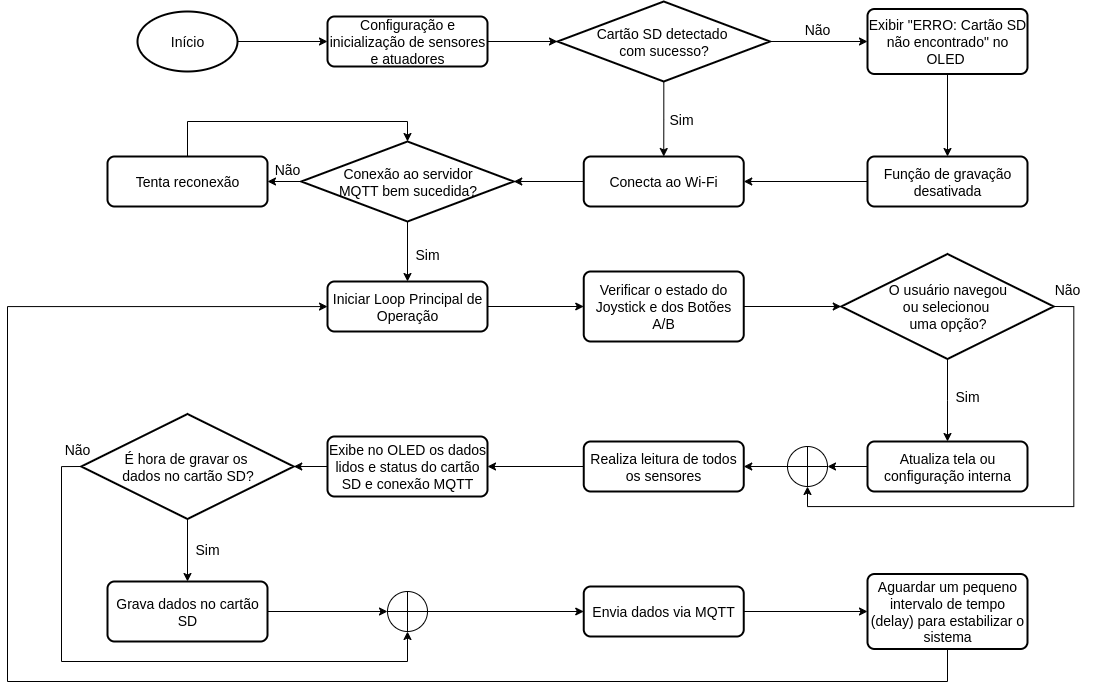 Início
Configuração e
inicialização de sensores
e atuadores
Cartão SD detectado
com sucesso?
Não
Exibir "ERRO: Cartão SD
não encontrado" no
OLED
Sim
Tenta reconexão
Não
Conexão ao servidor
MQTT bem sucedida?
Conecta ao Wi-Fi
Função de gravação
desativada
Sim
Iniciar Loop Principal de
Operação
Verificar o estado do
Joystick e dos Botões
A/B
O usuário navegou
ou selecionou
uma opção?
Não
Sim
Não
É hora de gravar os
dados no cartão SD?
Exibe no OLED os dados
lidos e status do cartão
SD e conexão MQTT
Realiza leitura de todos
os sensores
Atualiza tela ou
configuração interna
Sim
Grava dados no cartão
SD
Envia dados via MQTT
Aguardar um pequeno
intervalo de tempo
(delay) para estabilizar o
sistema